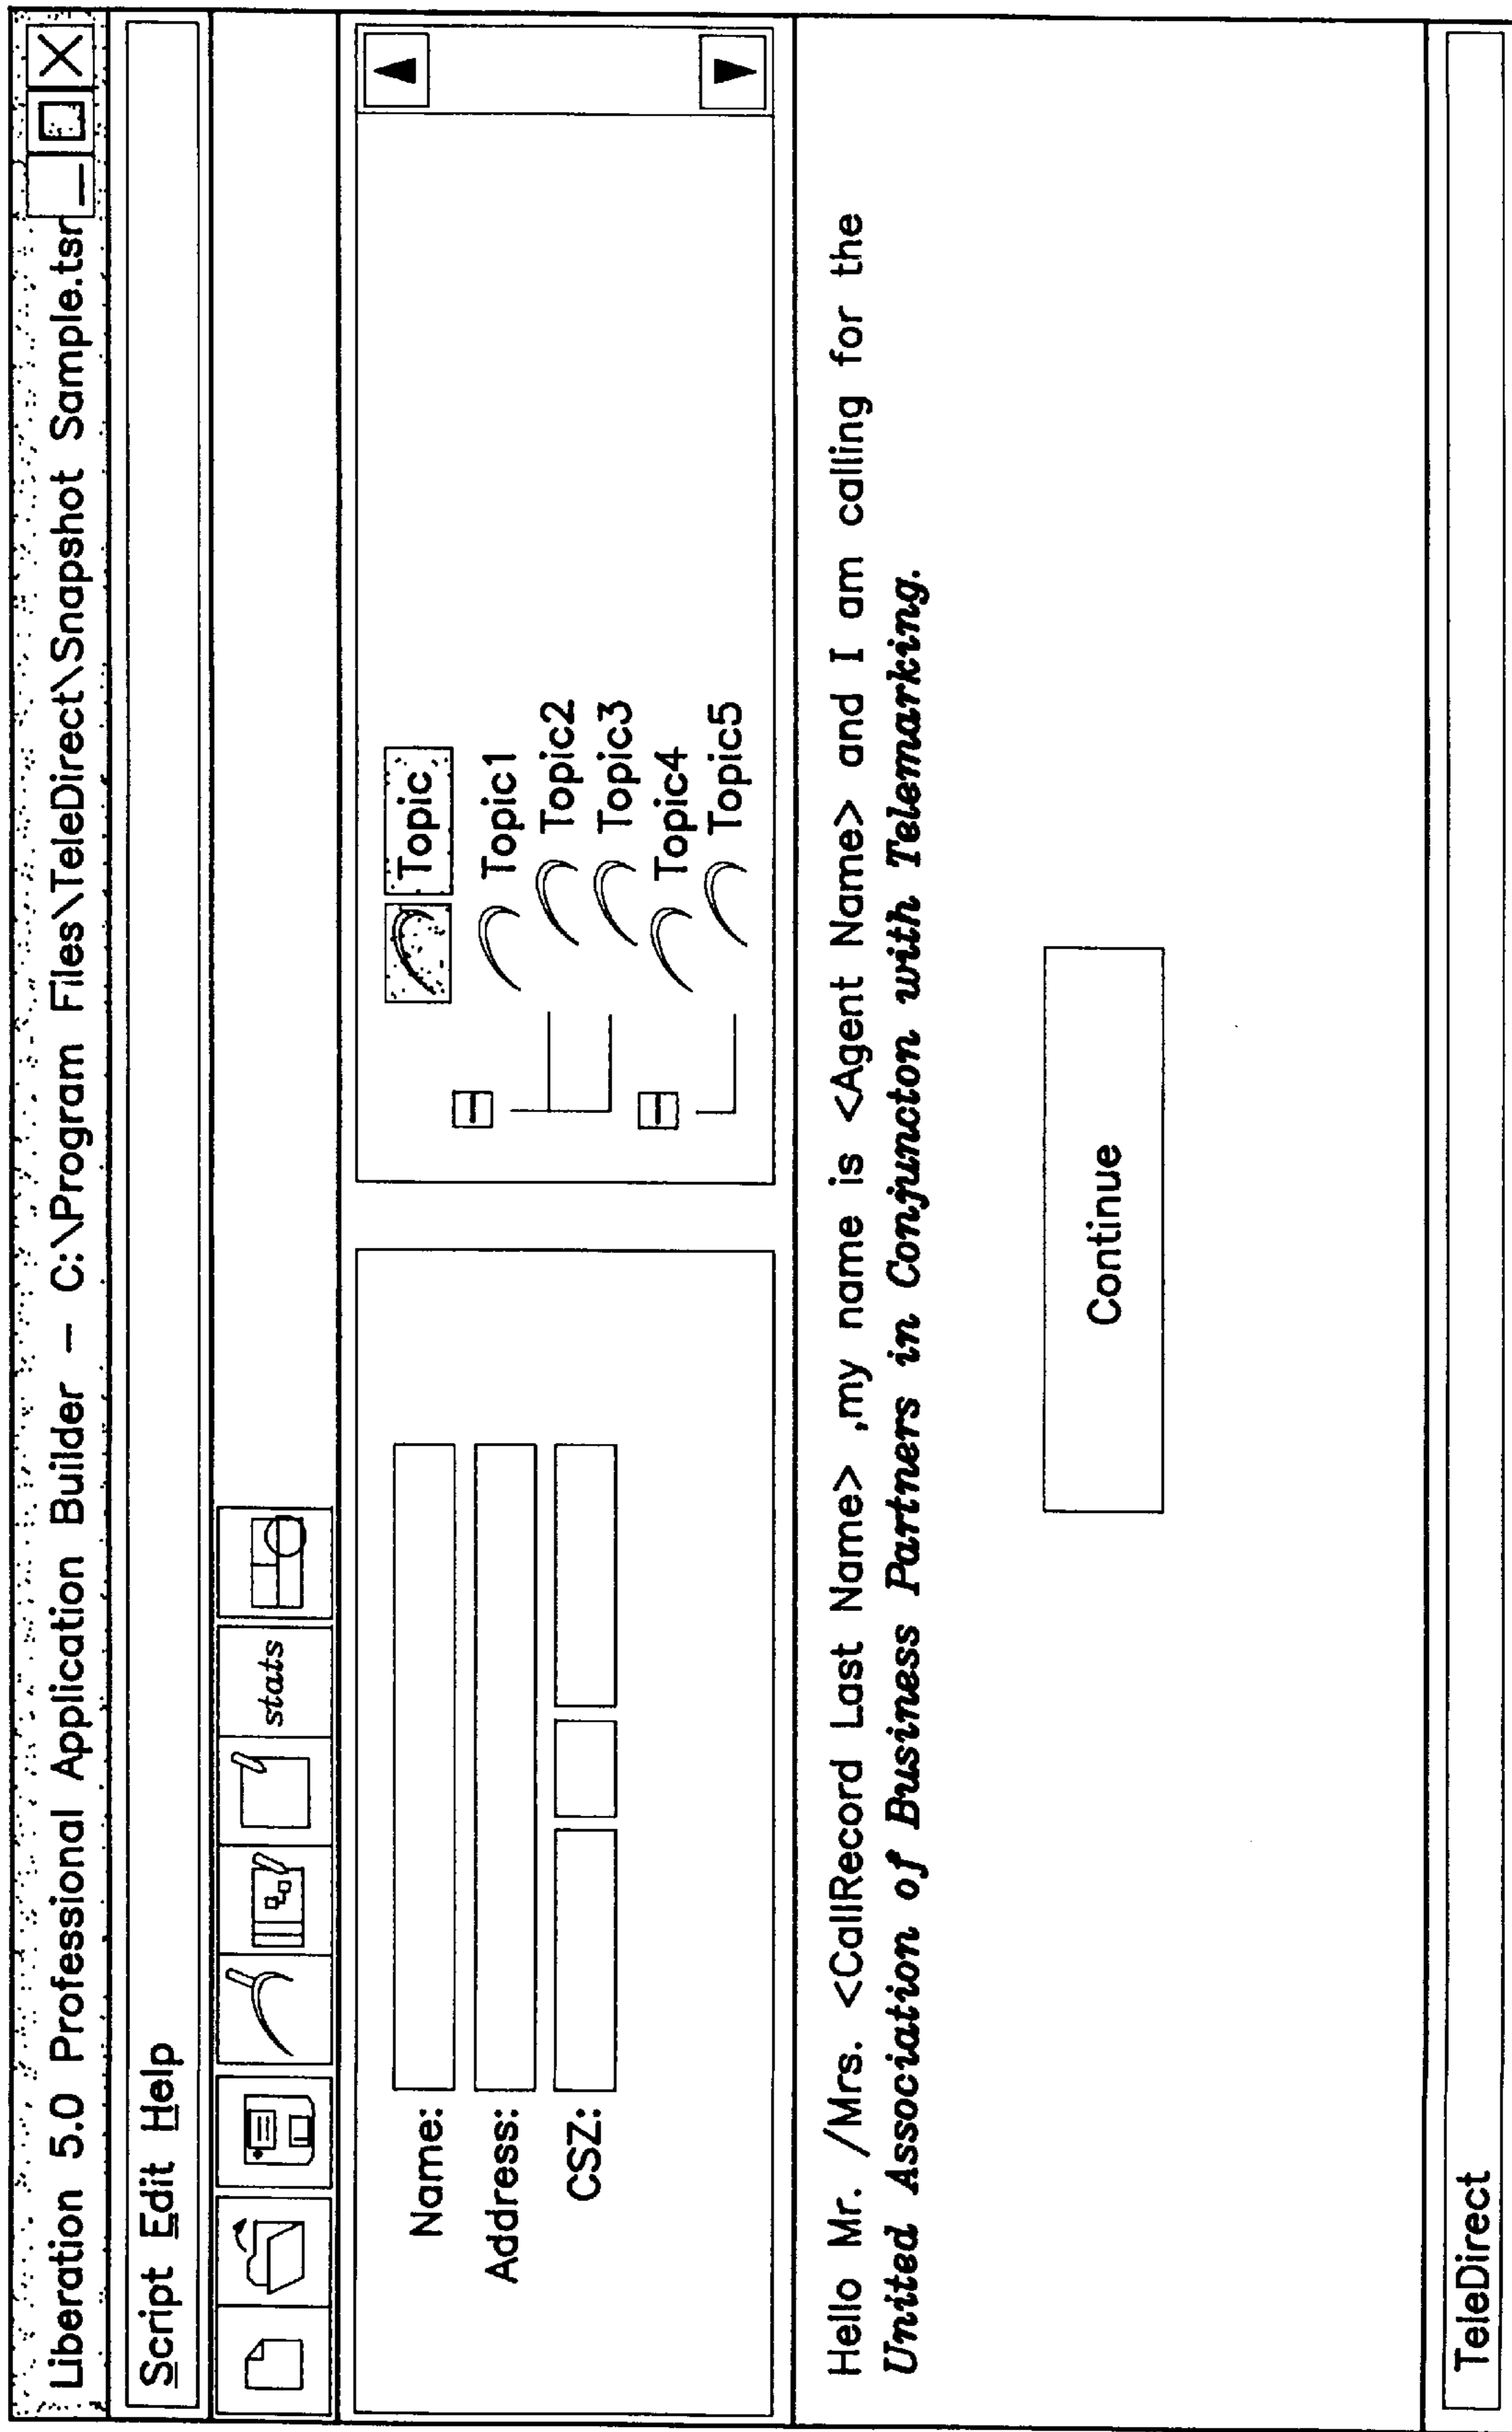 Liberation 5.0 Professional Application Builder – C:\Program Files\TeleDirect\Snapshot Sample.tsr
Script Edit Help
stats
Name:
Address:
CSZ:
Topic
Topic1
Topic2
Topic3
Topic4
Topic5
Hello Mr. /Mrs. <CallRecord Last Name> ,my name is <Agent Name> and I am calling for the
United Association of Business Partners in Conjuncton with Telemarking.
Continue
TeleDirect